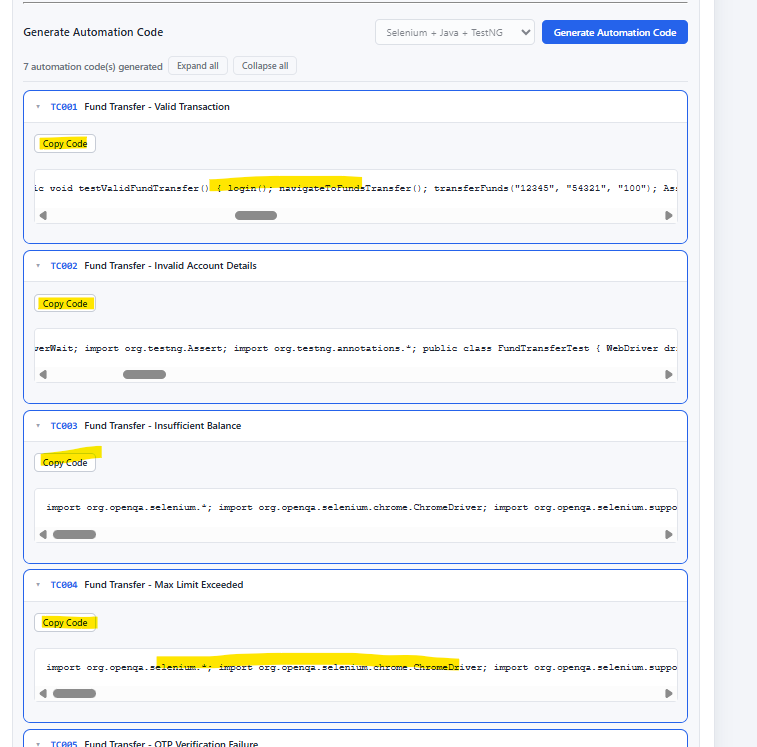 Generate Automation Code
Selenium + Java + TestNG
Generate Automation Code
7 automation code(s) generated
Expand all
Collapse all
TC001 Fund Transfer - Valid Transaction
Copy Code
ic void testValidFundTransfer() { login(); navigateToFundsTransfer(); transferFunds("12345", "54321", "100"); Ass
TC002 Fund Transfer - Invalid Account Details
Copy Code
verWait; import org.testng.Assert; import org.testng.annotations.*; public class FundTransferTest { WebDriver dri
TC003 Fund Transfer - Insufficient Balance
Copy Code
import org.openqa.selenium.*; import org.openqa.selenium.chrome.ChromeDriver; import org.openqa.selenium.suppo
TC004 Fund Transfer - Max Limit Exceeded
Copy Code
import org.openqa.selenium.*; import org.openqa.selenium.chrome.ChromeDriver; import org.openqa.selenium.suppo
TC005 Fund Transfer - OTP Verification Failure